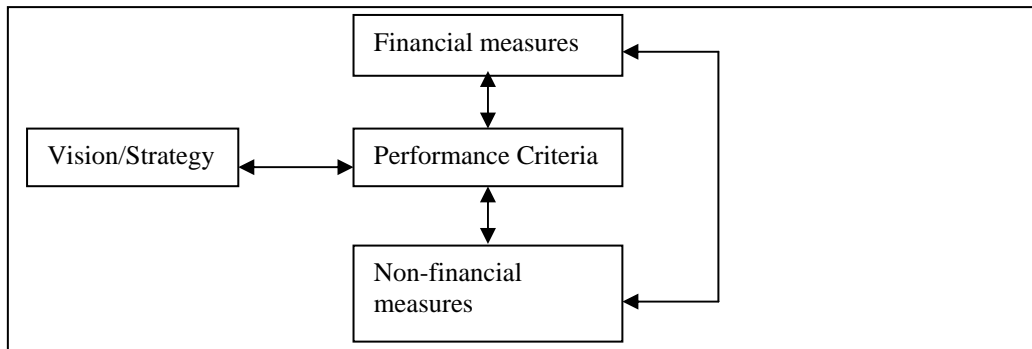 Financial measures
Vision/Strategy
Performance Criteria
Non-financial
measures